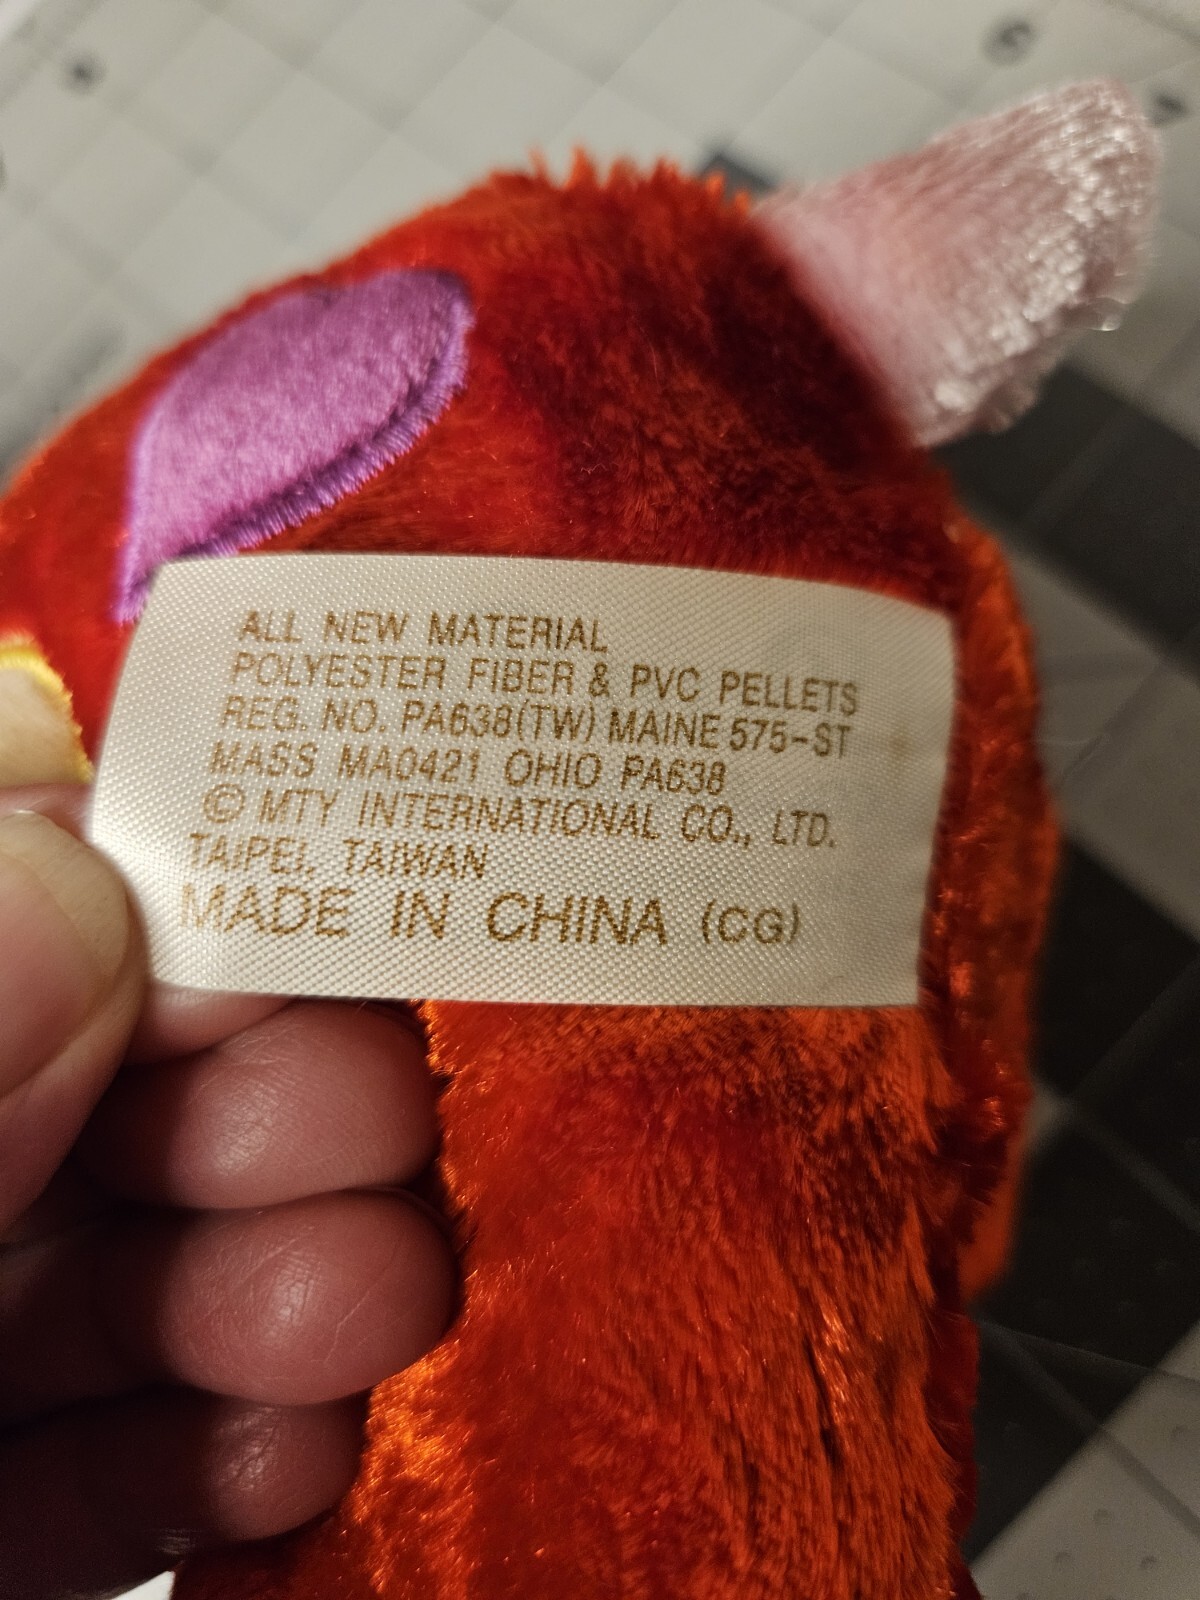 ALL NEW MATERIAL
POLYESTER FIBER & PVC PELLETS
REG. NO. PA638(TW) MAINE 575-ST
MASS MA0421 OHIO PA638
© MTY INTERNATIONAL CO., LTD.
TAIPEI, TAIWAN
MADE IN CHINA (CG)